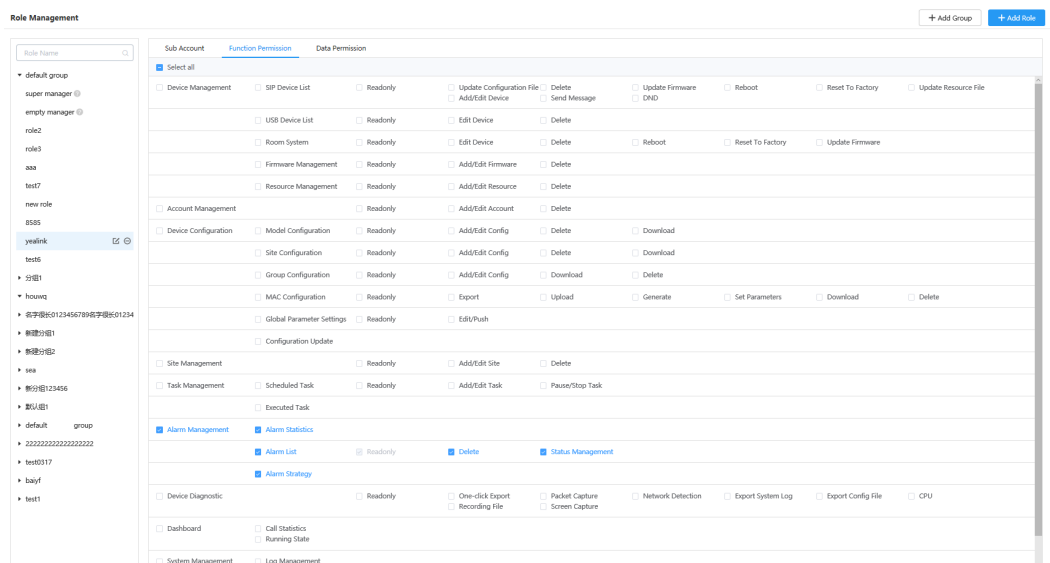 Role Management
+ Add Group
+ Add Role
Role Name
default group
super manager
empty manager
role2
role3
aaa
test7
new role
8585
yealink
test6
分组1
houwq
名字很长0123456789名字很长01234
新建分组1
新建分组2
sea
新分组123456
默认组1
default group
222222222222222222
test0317
baiyf
test1
Sub Account Function Permission Data Permission
Select all
Device Management SIP Device List Readonly Update Configuration File Delete Update Firmware Reboot Reset To Factory Update Resource File
Add/Edit Device Send Message DND
USB Device List Readonly Edit Device Delete
Room System Readonly Edit Device Delete Reboot Reset To Factory Update Firmware
Firmware Management Readonly Add/Edit Firmware Delete
Resource Management Readonly Add/Edit Resource Delete
Account Management Readonly Add/Edit Account Delete
Device Configuration Model Configuration Readonly Add/Edit Config Delete Download
Site Configuration Readonly Add/Edit Config Delete Download
Group Configuration Readonly Add/Edit Config Download Delete
MAC Configuration Readonly Export Upload Generate Set Parameters Download Delete
Global Parameter Settings Readonly Edit/Push
Configuration Update
Site Management Readonly Add/Edit Site Delete
Task Management Scheduled Task Readonly Add/Edit Task Pause/Stop Task
Executed Task
Alarm Management Alarm Statistics
Alarm List Readonly Delete Status Management
Alarm Strategy
Device Diagnostic Readonly One-click Export Packet Capture Network Detection Export System Log Export Config File CPU
Recording File Screen Capture
Dashboard Call Statistics
Running State
System Management Log Management